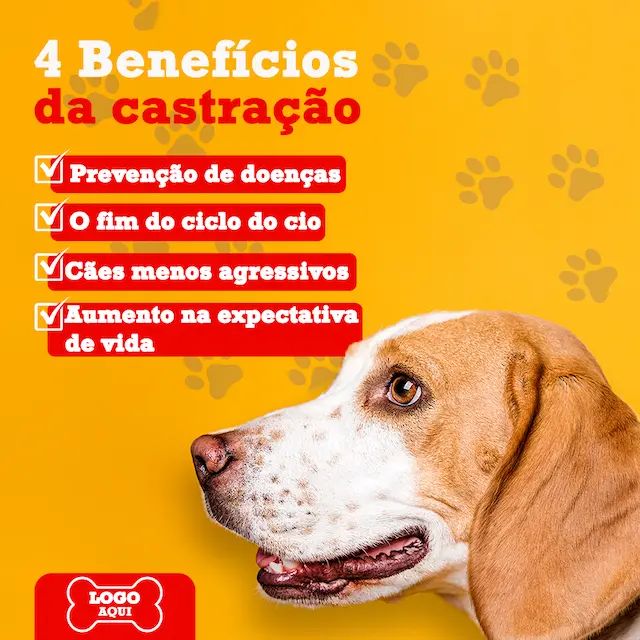 4 Benefícios
da castração
Prevenção de doenças
O fim do ciclo do cio
Cães menos agressivos
Aumento na expectativa
de vida
LOGO
AQUI